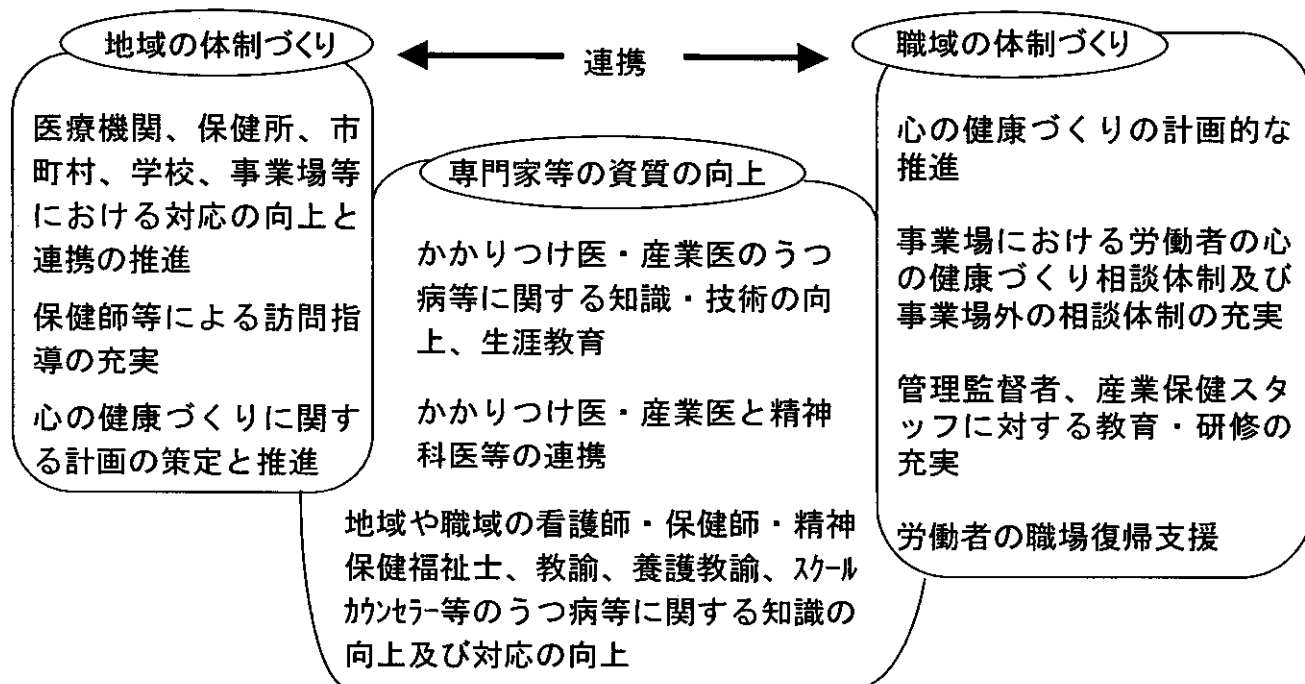 地域の体制づくり
連携
職域の体制づくり
医療機関、保健所、市
町村、学校、事業場等
における対応の向上と
連携の推進
保健師等による訪問指
導の充実
心の健康づくりに関す
る計画の策定と推進
専門家等の資質の向上
かかりつけ医・産業医のうつ
病等に関する知識・技術の向
上、生涯教育
かかりつけ医・産業医と精神
科医等の連携
地域や職域の看護師・保健師・精神
保健福祉士、教諭、養護教諭、ｽｸｰﾙ
ｶｳﾝｾﾗｰ等のうつ病等に関する知識の
向上及び対応の向上
心の健康づくりの計画的な
推進
事業場における労働者の心
の健康づくり相談体制及び
事業場外の相談体制の充実
管理監督者、産業保健スタ
ッフに対する教育・研修の
充実
労働者の職場復帰支援